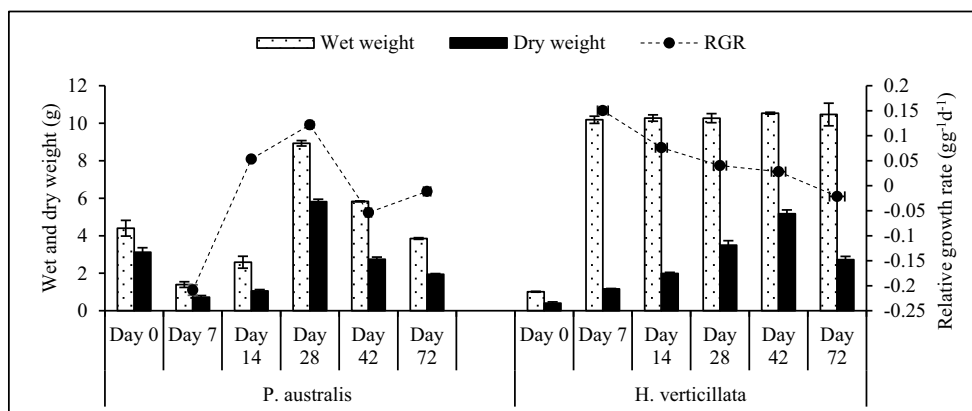 Wet weight Dry weight RGR
Wet and dry weight (g)
12
10
8
6
4
2
0
0.2
0.15
0.1
0.05
0
-0.05
-0.1
-0.15
-0.2
-0.25
Relative growth rate (gg⁻¹d⁻¹)
Day 0 Day 7 Day 14 Day 28 Day 42 Day 72
Day 0 Day 7 Day 14 Day 28 Day 42 Day 72
P. australis H. verticillata